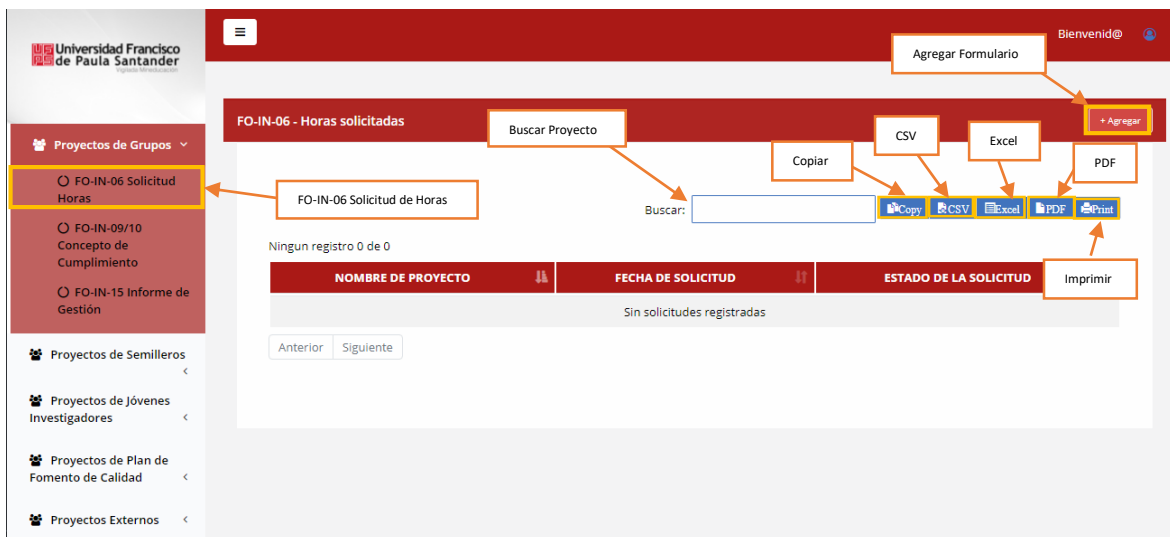 Universidad Francisco
de Paula Santander
Vigilada Mineducación
Bienvenid@
Agregar Formulario
FO-IN-06 - Horas solicitadas
+ Agregar
Buscar Proyecto
CSV
Excel
Copiar
PDF
Proyectos de Grupos
FO-IN-06 Solicitud
Horas
FO-IN-06 Solicitud de Horas
Buscar:
Copy
CSV
Excel
PDF
Print
FO-IN-09/10
Concepto de
Cumplimiento
Ningun registro 0 de 0
NOMBRE DE PROYECTO
FECHA DE SOLICITUD
ESTADO DE LA SOLICITUD
Imprimir
FO-IN-15 Informe de
Gestión
Sin solicitudes registradas
Anterior
Siguiente
Proyectos de Semilleros
Proyectos de Jóvenes
Investigadores
Proyectos de Plan de
Fomento de Calidad
Proyectos Externos